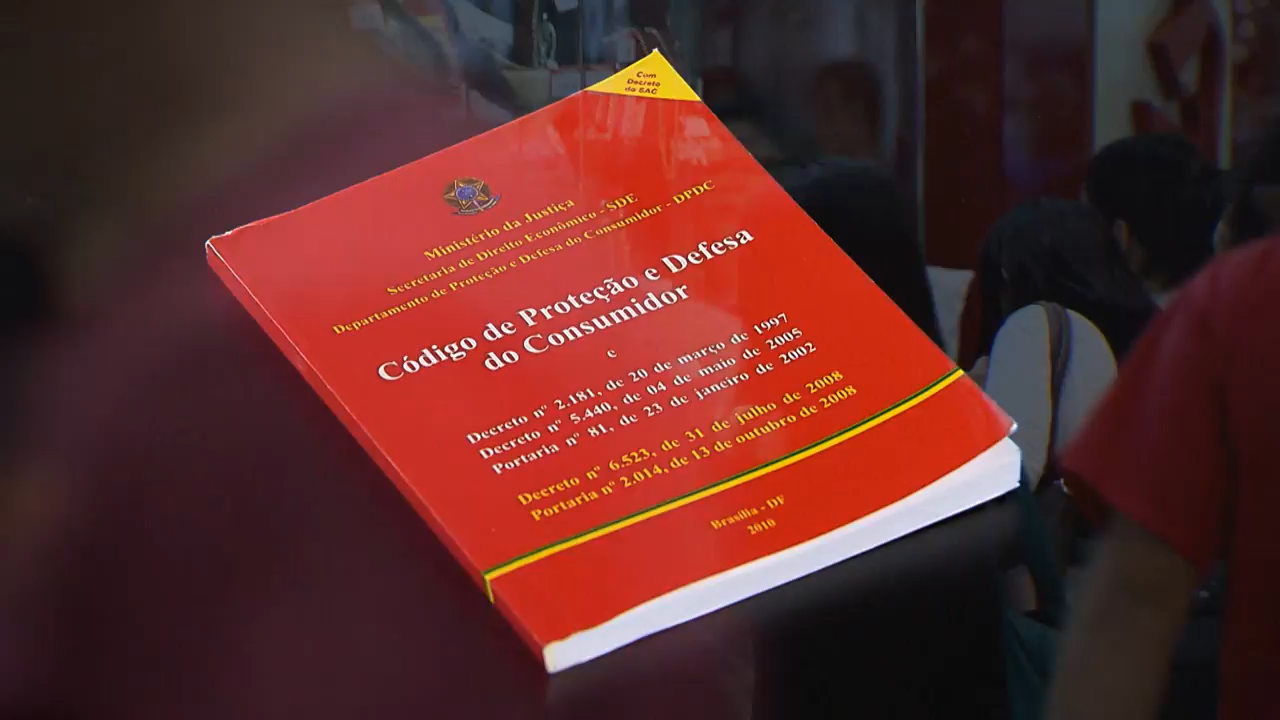 Com
Decreto
do SAC
Ministério da Justiça
Secretaria de Direito Econômico - SDE
Departamento de Proteção e Defesa do Consumidor - DPDC
Código de Proteção e Defesa
do Consumidor
e
Decreto nº 2.181, de 20 de março de 1997
Decreto nº 5.440, de 04 de maio de 2005
Portaria nº 81, de 23 de janeiro de 2002
Decreto nº 6.523, de 31 de julho de 2008
Portaria nº 2.014, de 13 de outubro de 2008
Brasília - DF
2010